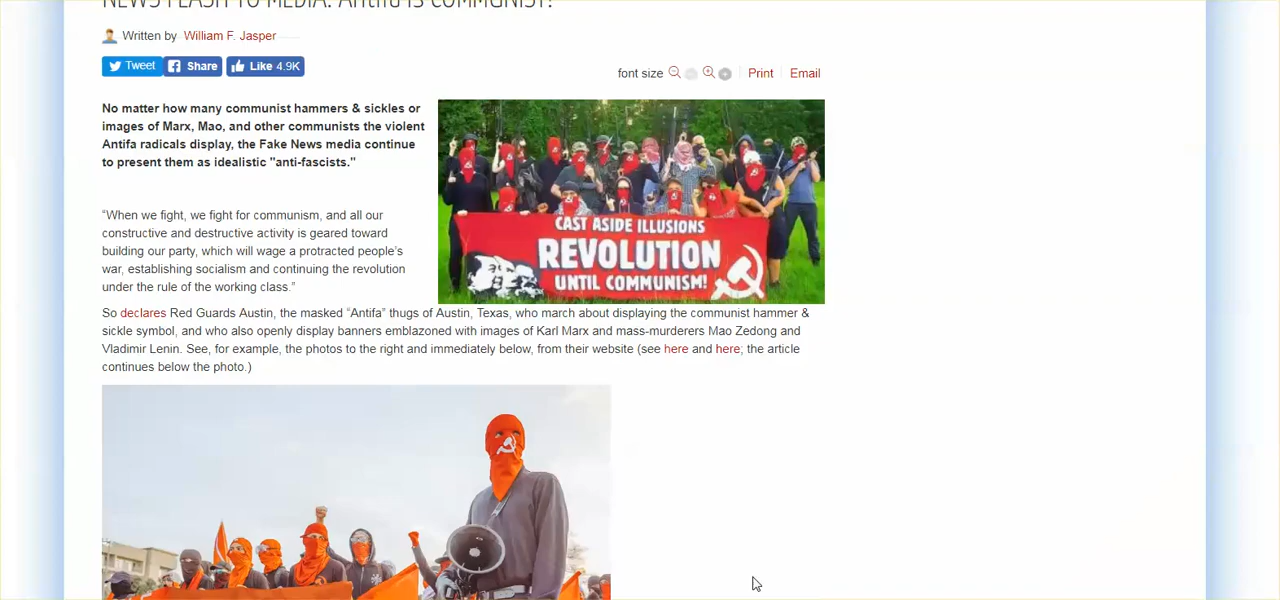 NEWS FLASH TO MEDIA: Antifa is COMMUNIST!
Written by William F. Jasper
Tweet Share Like 4.9K
font size Print Email
No matter how many communist hammers & sickles or
images of Marx, Mao, and other communists the violent
Antifa radicals display, the Fake News media continue
to present them as idealistic "anti-fascists."
“When we fight, we fight for communism, and all our
constructive and destructive activity is geared toward
building our party, which will wage a protracted people’s
war, establishing socialism and continuing the revolution
under the rule of the working class.”
CAST ASIDE ILLUSIONS
REVOLUTION
UNTIL COMMUNISM!
So declares Red Guards Austin, the masked “Antifa” thugs of Austin, Texas, who march about displaying the communist hammer &
sickle symbol, and who also openly display banners emblazoned with images of Karl Marx and mass-murderers Mao Zedong and
Vladimir Lenin. See, for example, the photos to the right and immediately below, from their website (see here and here; the article
continues below the photo.)